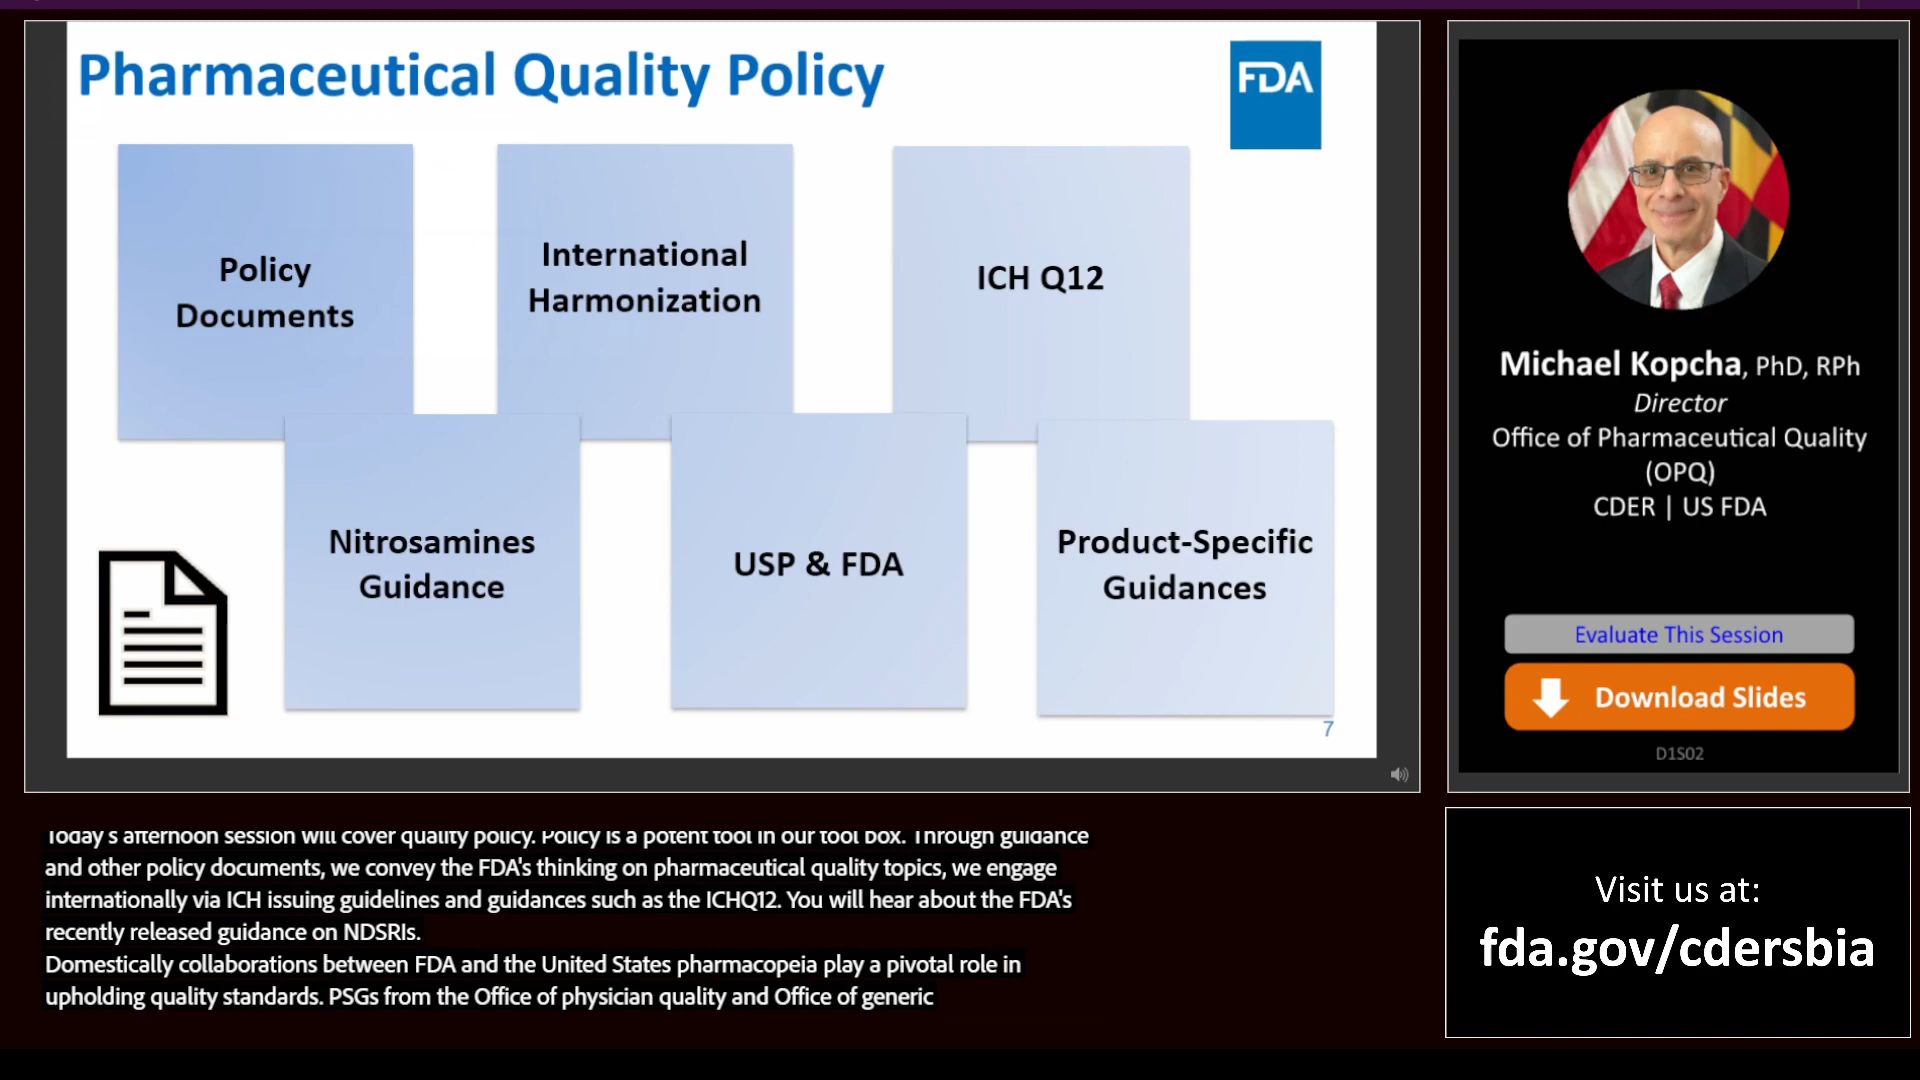 Pharmaceutical Quality Policy
FDA
Policy
Documents
International
Harmonization
ICH Q12
Nitrosamines
Guidance
USP & FDA
Product-Specific
Guidances
7
Michael Kopcha, PhD, RPh
Director
Office of Pharmaceutical Quality
(OPQ)
CDER | US FDA
Evaluate This Session
Download Slides
D1S02
Today's afternoon session will cover quality policy. Policy is a potent tool in our tool box. Through guidance
and other policy documents, we convey the FDA's thinking on pharmaceutical quality topics, we engage
internationally via ICH issuing guidelines and guidances such as the ICHQ12. You will hear about the FDA's
recently released guidance on NDSRIs.
Domestically collaborations between FDA and the United States pharmacopeia play a pivotal role in
upholding quality standards. PSGs from the Office of physician quality and Office of generic
Visit us at:
fda.gov/cdersbia